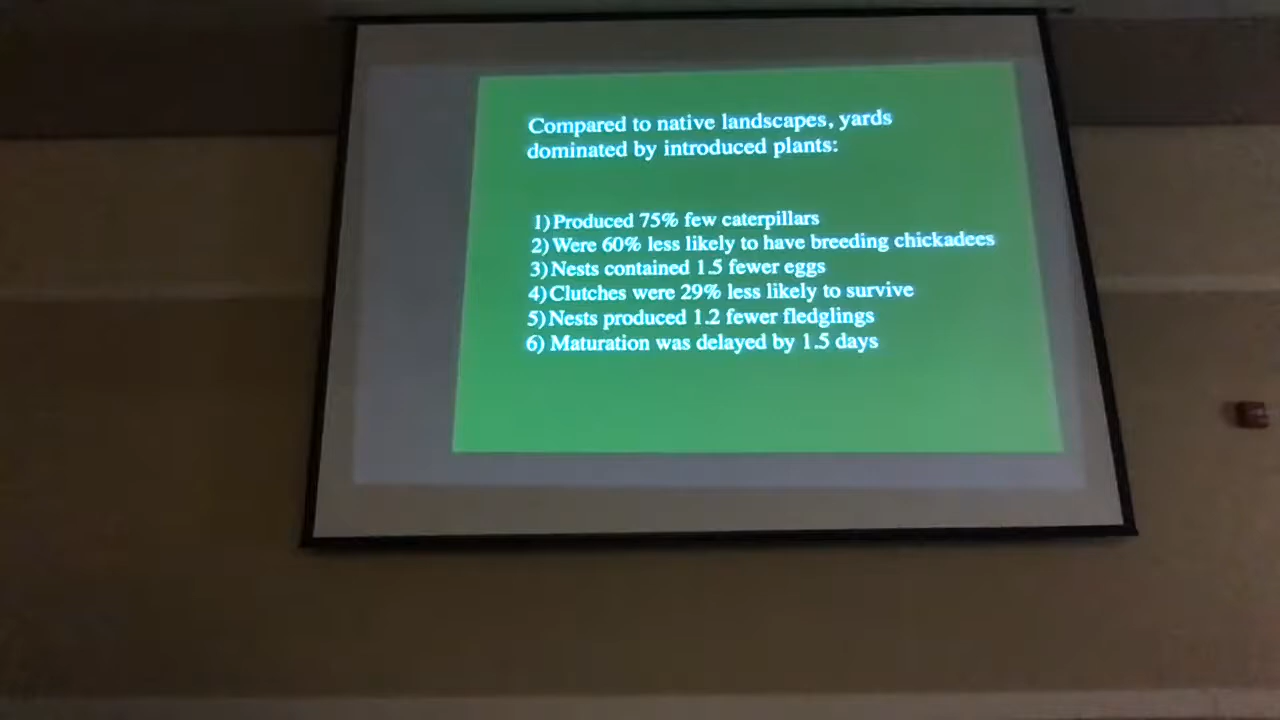 Compared to native landscapes, yards
dominated by introduced plants:
1) Produced 75% few caterpillars
2) Were 60% less likely to have breeding chickadees
3) Nests contained 1.5 fewer eggs
4) Clutches were 29% less likely to survive
5) Nests produced 1.2 fewer fledglings
6) Maturation was delayed by 1.5 days